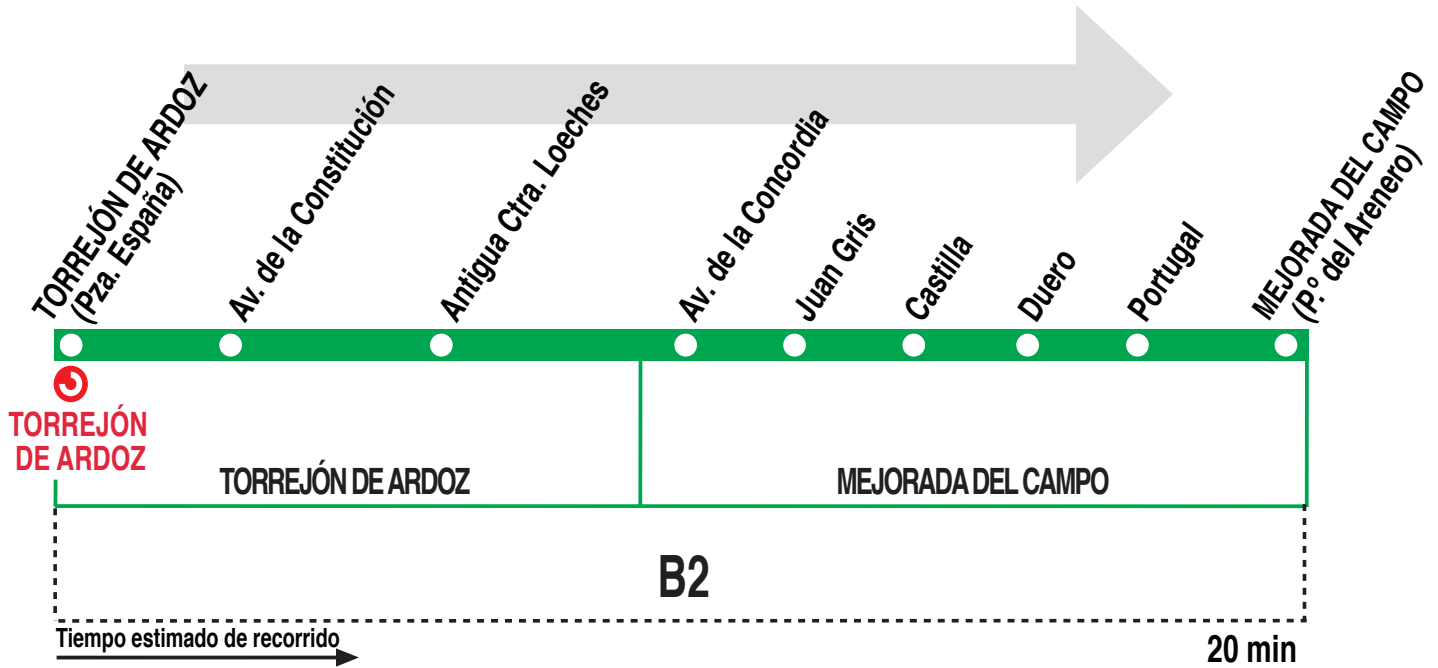 TORREJÓN DE ARDOZ
(Pza. España)
Av. de la Constitución
Antigua Ctra. Loeches
Av. de la Concordia
Juan Gris
Castilla
Duero
Portugal
MEJORADA DEL CAMPO
(P.º del Arenero)
TORREJÓN
DE ARDOZ
TORREJÓN DE ARDOZ
MEJORADA DEL CAMPO
B2
Tiempo estimado de recorrido
20 min